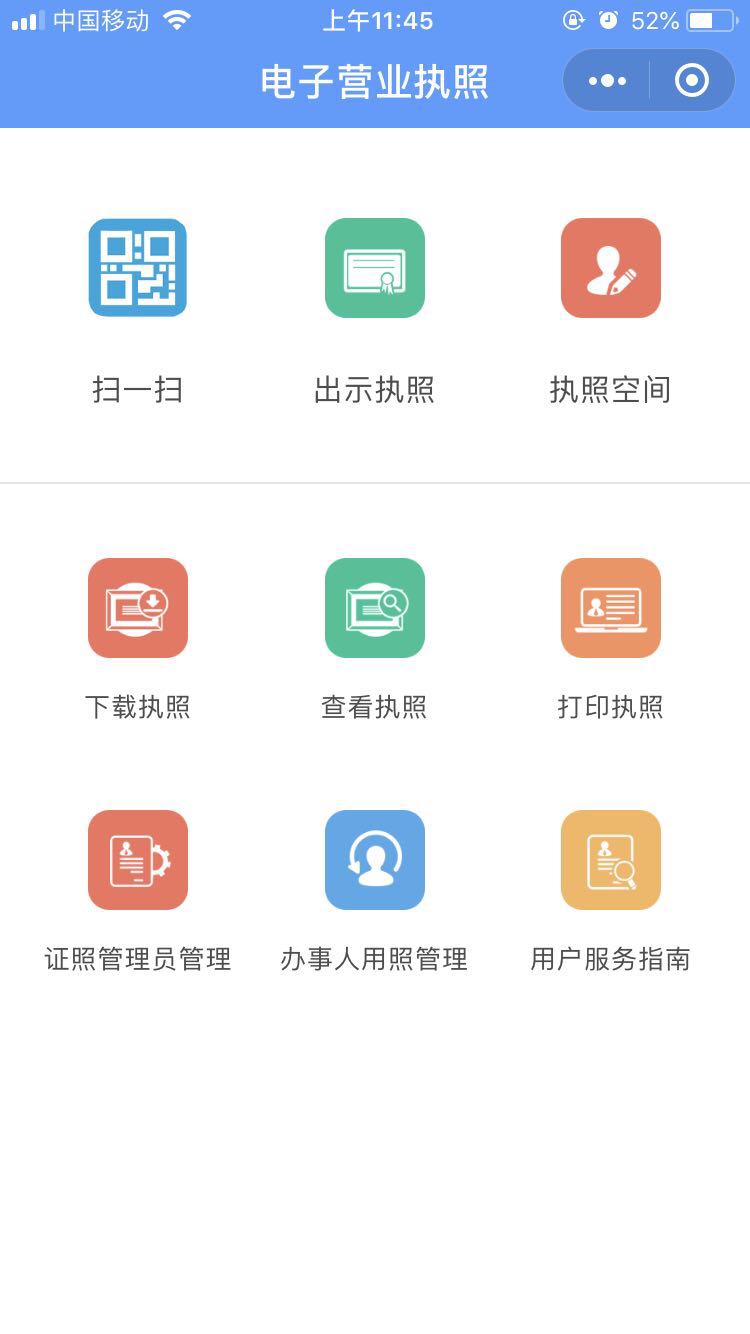 中国移动 上午11:45 52%
电子营业执照
扫一扫 出示执照 执照空间
下载执照 查看执照 打印执照
证照管理员管理 办事人用照管理 用户服务指南